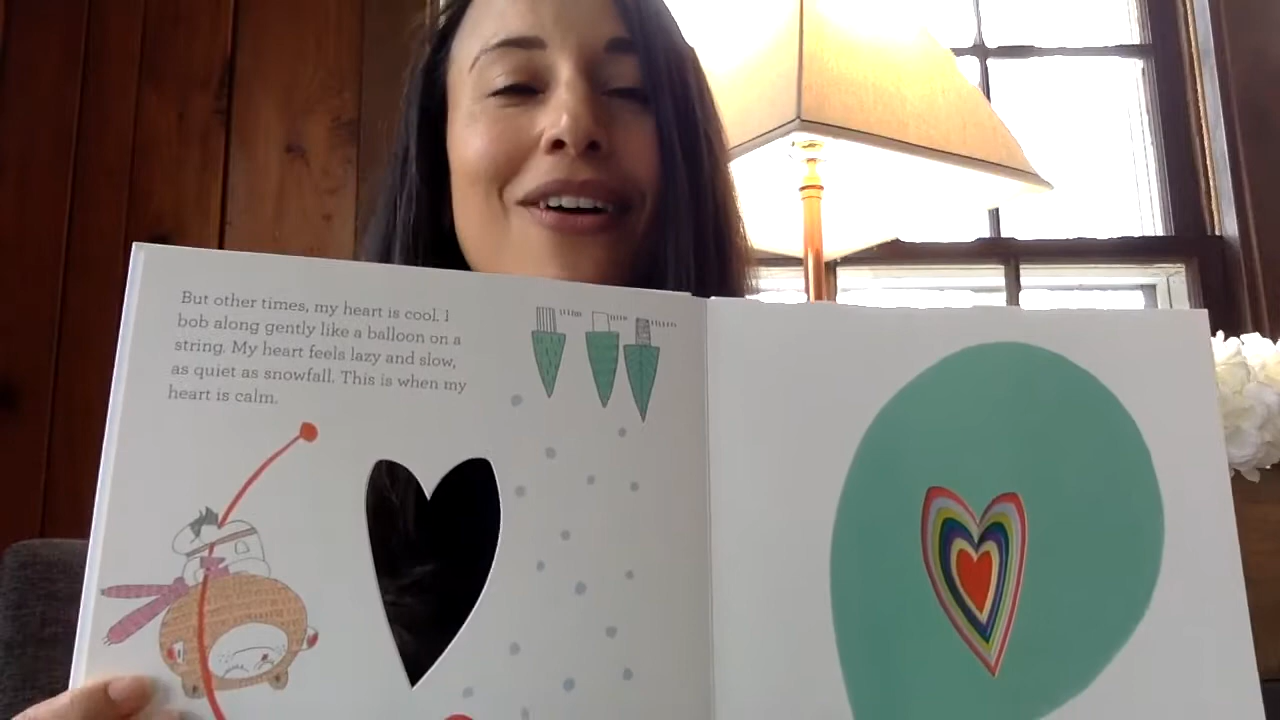 But other times, my heart is cool. I
bob along gently like a balloon on a
string. My heart feels lazy and slow,
as quiet as snowfall. This is when my
heart is calm.